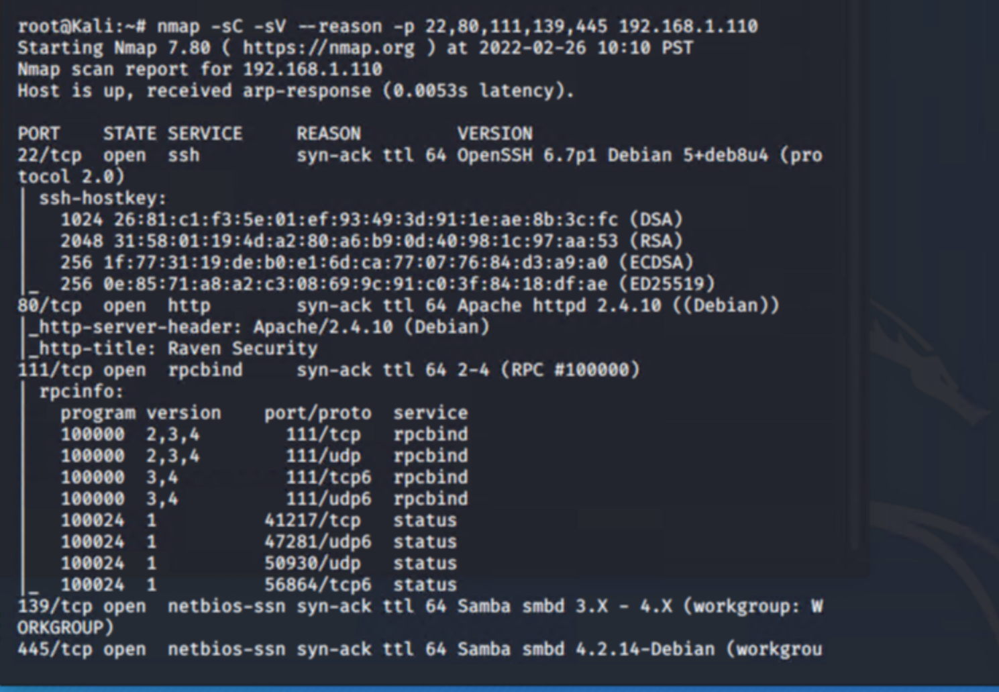 root@Kali:~# nmap -sC -sV --reason -p 22,80,111,139,445 192.168.1.110
Starting Nmap 7.80 ( https://nmap.org ) at 2022-02-26 10:10 PST
Nmap scan report for 192.168.1.110
Host is up, received arp-response (0.0053s latency).
PORT    STATE SERVICE     REASON         VERSION
22/tcp  open  ssh         syn-ack ttl 64 OpenSSH 6.7p1 Debian 5+deb8u4 (pro
tocol 2.0)
| ssh-hostkey:
|   1024 26:81:c1:f3:5e:01:ef:93:49:3d:91:1e:ae:8b:3c:fc (DSA)
|   2048 31:58:01:19:4d:a2:80:a6:b9:0d:40:98:1c:97:aa:53 (RSA)
|   256 1f:77:31:19:de:b0:e1:6d:ca:77:07:76:84:d3:a9:a0 (ECDSA)
|_  256 0e:85:71:a8:a2:c3:08:69:9c:91:c0:3f:84:18:df:ae (ED25519)
80/tcp  open  http        syn-ack ttl 64 Apache httpd 2.4.10 ((Debian))
|_http-server-header: Apache/2.4.10 (Debian)
|_http-title: Raven Security
111/tcp open  rpcbind     syn-ack ttl 64 2-4 (RPC #100000)
| rpcinfo:
|   program version    port/proto  service
|   100000  2,3,4        111/tcp   rpcbind
|   100000  2,3,4        111/udp   rpcbind
|   100000  3,4          111/tcp6  rpcbind
|   100000  3,4          111/udp6  rpcbind
|   100024  1          41217/tcp   status
|   100024  1          47281/udp6  status
|   100024  1          50930/udp   status
|_  100024  1          56864/tcp6  status
139/tcp open  netbios-ssn syn-ack ttl 64 Samba smbd 3.X - 4.X (workgroup: W
ORKGROUP)
445/tcp open  netbios-ssn syn-ack ttl 64 Samba smbd 4.2.14-Debian (workgrou